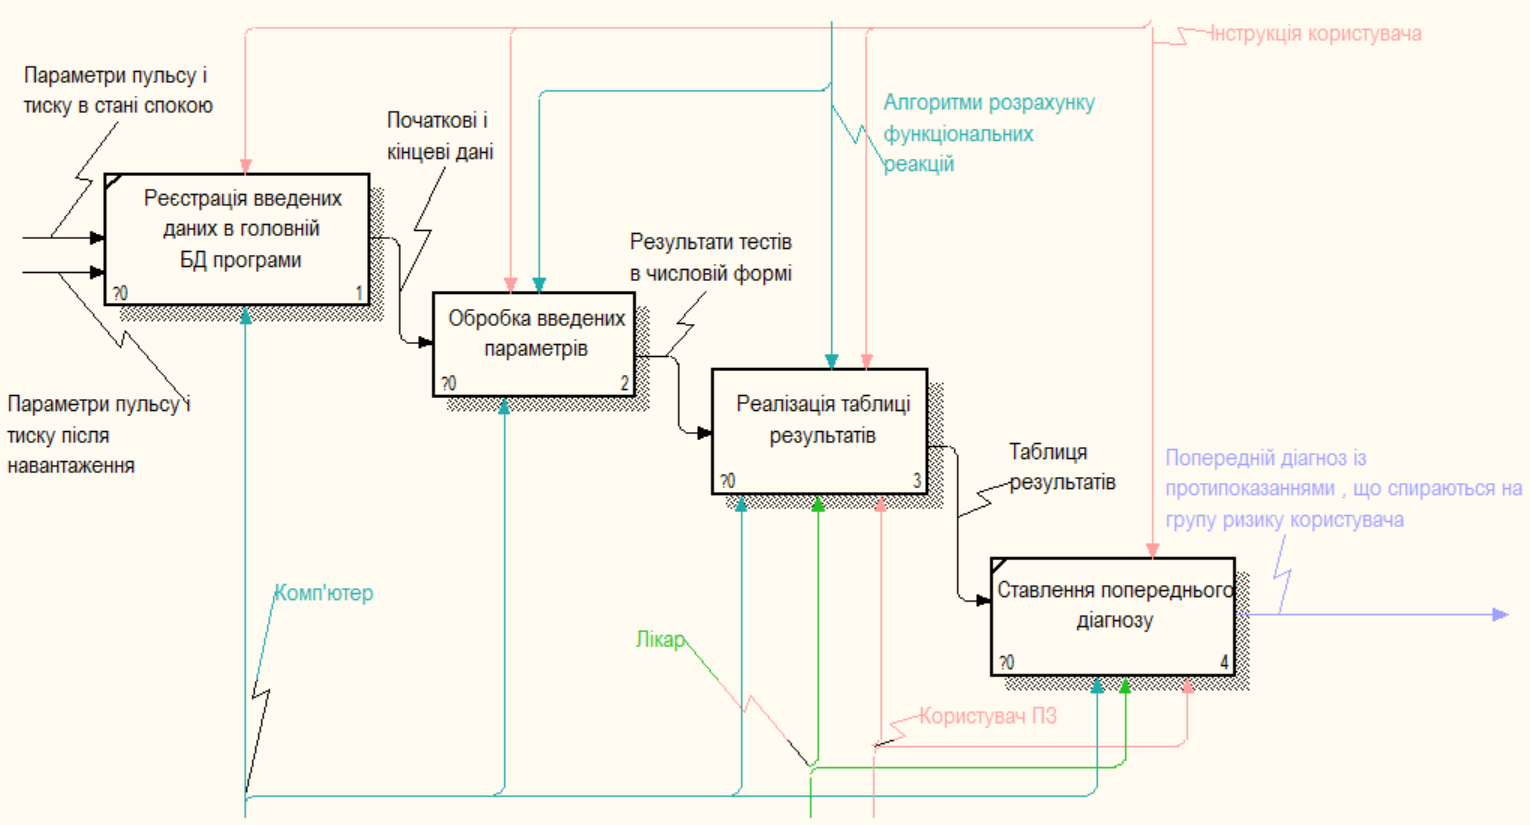 Інструкція користувача
Параметри пульсу і
тиску в стані спокою
Початкові і
кінцеві дані
Алгоритми розрахунку
функціональних
реакцій
Реєстрація введених
даних в головній
БД програми
?0
1
Результати тестів
в числовій формі
Обробка введених
параметрів
?0
2
Параметри пульсу і
тиску після
навантаження
Реалізація таблиці
результатів
?0
3
Таблиця
результатів
Попередній діагноз із
протипоказаннями , що спираються на
групу ризику користувача
Ставлення попереднього
діагнозу
?0
4
Комп'ютер
Лікар
Користувач ПЗ